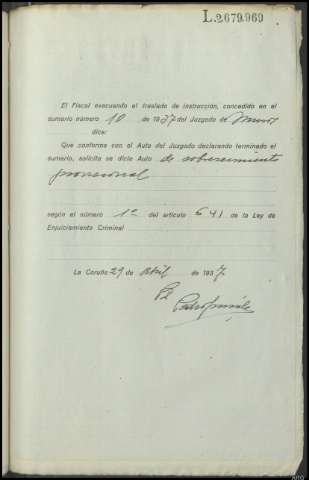 L.2679.969
El Fiscal evacuando el traslado de instrucción, concedido en el
sumario número 10 de 1937 del Juzgado de Muros
dice:
Que conforme con el Auto del Juzgado declarando terminado el
sumario, solicita se dicte Auto de sobreseimiento
provisional
según el número 1º del artículo 641 de la Ley de
Enjuiciamiento Criminal
La Coruña 29 de Abril de 1937